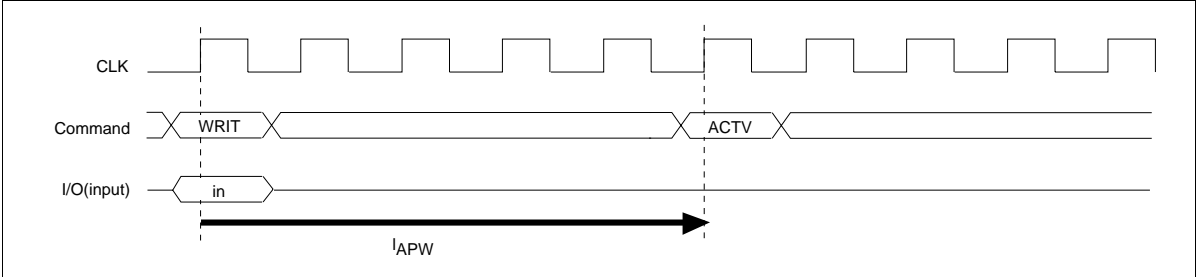 CLK
Command WRIT ACTV
I/O(input) in
lAPW